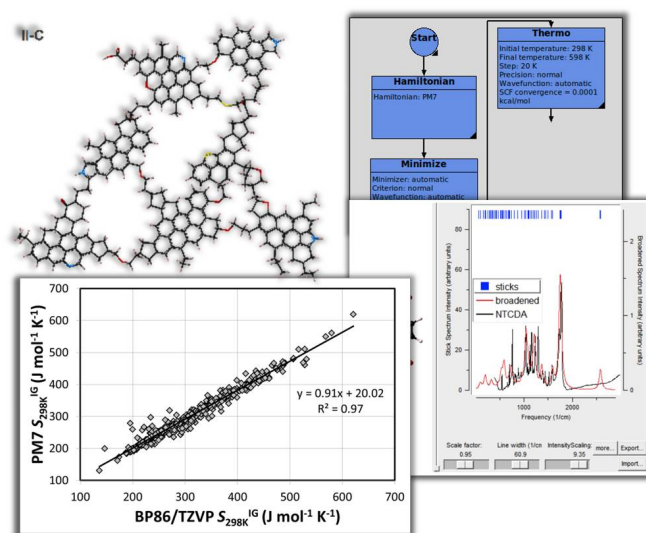 II-C
Start
Hamiltonian
Hamiltonian: PM7
Minimize
Minimizer: automatic
Criterion: normal
Wavefunction: automatic
Thermo
Initial temperature: 298 K
Final temperature: 598 K
Step: 20 K
Precision: normal
Wavefunction: automatic
SCF convergence = 0.0001
kcal/mol
Stick Spectrum Intensity (arbitrary units)
80
60
40
20
0
sticks
broadened
NTCDA
2
1
0
Broadened Spectrum Intensity (arbitrary units)
1000
2000
Frequency (1/cm)
Scale factor:
0.95
Line width (1/cn
60.9
IntensityScaling:
9.35
more...
Export...
Import...
PM7 S298K^IG (J mol-1 K-1)
700
600
500
400
300
200
100
y = 0.91x + 20.02
R² = 0.97
100
200
300
400
500
600
700
BP86/TZVP S298K^IG (J mol-1 K-1)